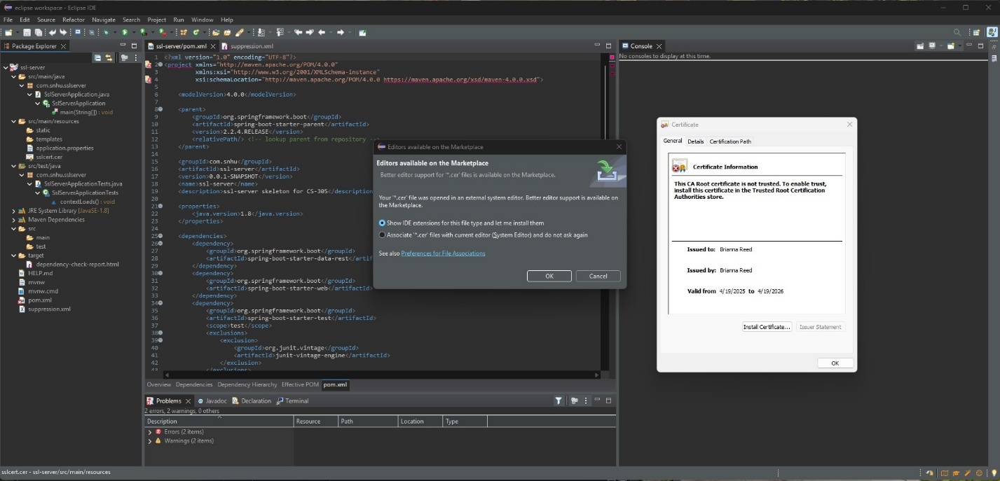 eclipse workspace - Eclipse IDE
File Edit Source Refactor Navigate Search Project Run Window Help
Package Explorer
ssl-server
src/main/java
com.snhu.sslserver
SslServerApplication.java
SslServerApplication
main(String[]) : void
src/main/resources
static
templates
application.properties
sslcert.cer
src/test/java
com.snhu.sslserver
SslServerApplicationTests.java
SslServerApplicationTests
contextLoads() : void
JRE System Library [JavaSE-1.8]
Maven Dependencies
src
main
test
target
dependency-check-report.html
HELP.md
mvnw
mvnw.cmd
pom.xml
suppression.xml
ssl-server/pom.xml suppression.xml
1 <?xml version="1.0" encoding="UTF-8"?>
2 <project xmlns="http://maven.apache.org/POM/4.0.0"
3 xmlns:xsi="http://www.w3.org/2001/XMLSchema-instance"
4 xsi:schemaLocation="http://maven.apache.org/POM/4.0.0 https://maven.apache.org/xsd/maven-4.0.0.xsd">
5
6 <modelVersion>4.0.0</modelVersion>
7
8 <parent>
9 <groupId>org.springframework.boot</groupId>
10 <artifactId>spring-boot-starter-parent</artifactId>
11 <version>2.2.4.RELEASE</version>
12 <relativePath/> <!-- lookup parent from repository --
13 </parent>
14
15 <groupId>com.snhu</groupId>
16 <artifactId>ssl-server</artifactId>
17 <version>0.0.1-SNAPSHOT</version>
18 <name>ssl-server</name>
19 <description>ssl-server skeleton for CS-305</description
20
21 <properties>
22 <java.version>1.8</java.version>
23 </properties>
24
25 <dependencies>
26 <dependency>
27 <groupId>org.springframework.boot</groupId>
28 <artifactId>spring-boot-starter-data-rest</artif
29 </dependency>
30 <dependency>
31 <groupId>org.springframework.boot</groupId>
32 <artifactId>spring-boot-starter-web</artifactId>
33 </dependency>
34 <dependency>
35 <groupId>org.springframework.boot</groupId>
36 <artifactId>spring-boot-starter-test</artifactId>
37 <scope>test</scope>
38 <exclusions>
39 <exclusion>
40 <groupId>org.junit.vintage</groupId>
41 <artifactId>junit-vintage-engine</artifactId>
42 </exclusion>
43 </exclusions>
Overview Dependencies Dependency Hierarchy Effective POM pom.xml
Problems Javadoc Declaration Terminal
2 errors, 2 warnings, 0 others
Description Resource Path Location Type
Errors (2 items)
Warnings (2 items)
Editors available on the Marketplace
Editors available on the Marketplace
Better editor support for '*.cer' files is available on the Marketplace.
Your '*.cer' file was opened in an external system editor. Better editor support is available on
the Marketplace.
Show IDE extensions for this file type and let me install them
Associate '*.cer' files with current editor (System Editor) and do not ask again
See also Preferences for File Associations
OK Cancel
Console
No consoles to display at this time.
Certificate
General Details Certification Path
Certificate Information
This CA Root certificate is not trusted. To enable trust,
install this certificate in the Trusted Root Certification
Authorities store.
Issued to: Brianna Reed
Issued by: Brianna Reed
Valid from 4/19/2025 to 4/19/2026
Install Certificate... Issuer Statement
OK
sslcert.cer - ssl-server/src/main/resources